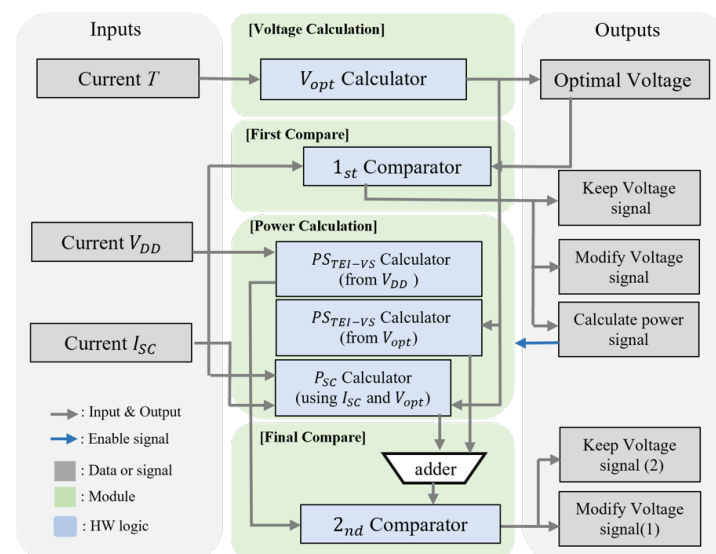 Inputs
[Voltage Calculation]
Outputs
Current T
V_opt Calculator
Optimal Voltage
[First Compare]
1_st Comparator
Keep Voltage
signal
[Power Calculation]
Current V_DD
PS_TEI−VS Calculator
(from V_DD )
Modify Voltage
signal
PS_TEI−VS Calculator
(from V_opt)
Calculate power
signal
Current I_SC
P_SC Calculator
(using I_SC and V_opt)
: Input & Output
: Enable signal
: Data or signal
: Module
: HW logic
[Final Compare]
adder
Keep Voltage
signal (2)
2_nd Comparator
Modify Voltage
signal(1)